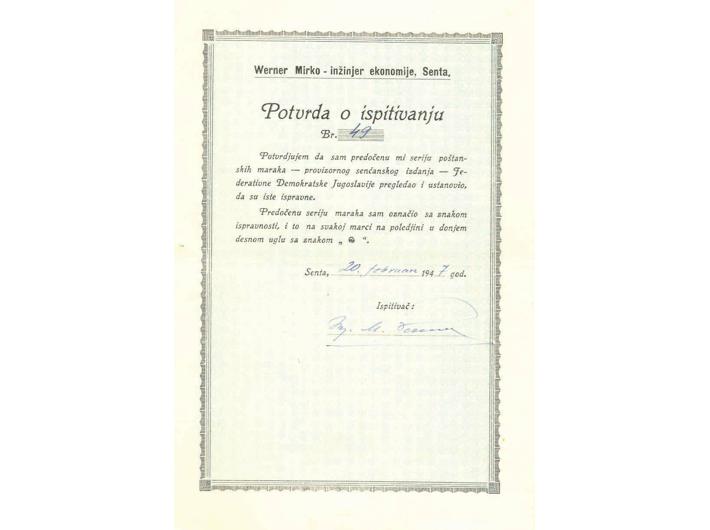 Werner Mirko - inžinjer ekonomije, Senta,
Potvrda o ispitivanju
Br. 49
Potvrdjujem da sam predočenu mi seriju poštan-
skih maraka — provizornog senćanskog izdanja — Fe-
derativne Demokratske Jugoslavije pregledao i ustanovio,
da su iste ispravne.
Predočenu seriju maraka sam označio sa znakom
ispravnosti, i to na svakoj marci na poledjini u donjem
desnom uglu sa znakom „ “.
Senta, 20. februar 1947 god.
Ispitivač:
Ing. M.